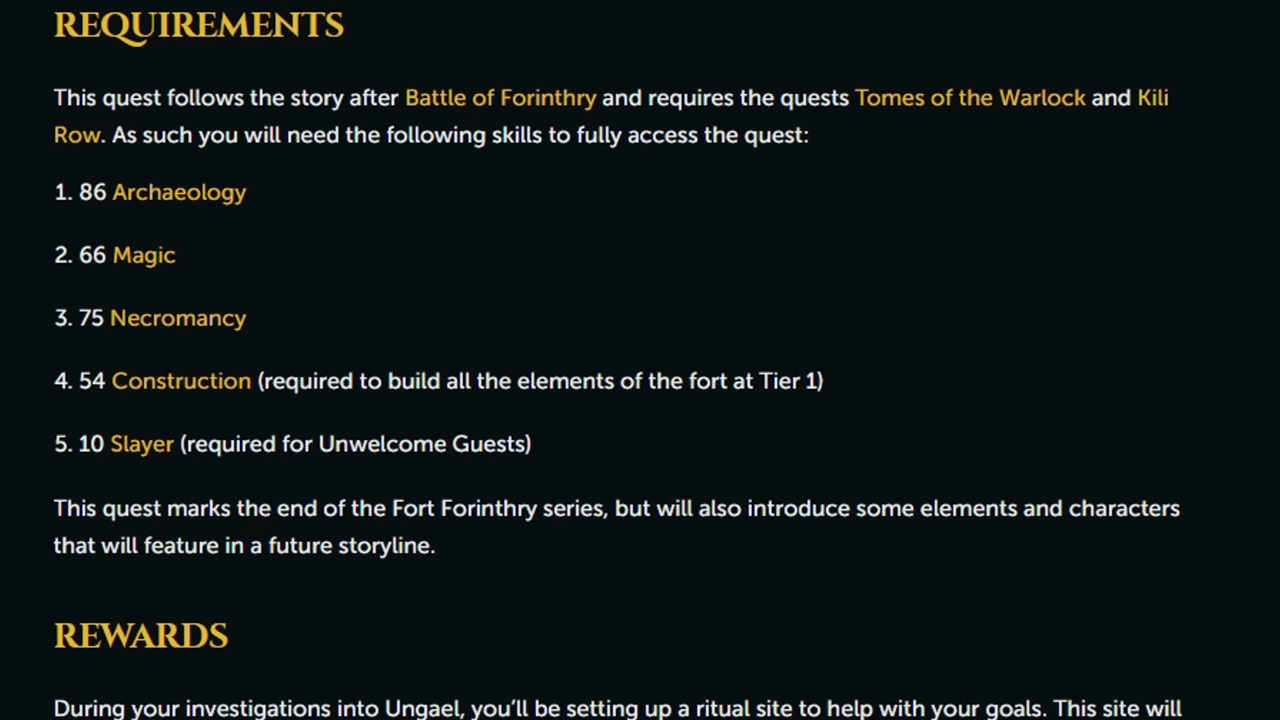 REQUIREMENTS
This quest follows the story after Battle of Forinthry and requires the quests Tomes of the Warlock and Kili
Row. As such you will need the following skills to fully access the quest:
1. 86 Archaeology
2. 66 Magic
3. 75 Necromancy
4. 54 Construction (required to build all the elements of the fort at Tier 1)
5. 10 Slayer (required for Unwelcome Guests)
This quest marks the end of the Fort Forinthry series, but will also introduce some elements and characters
that will feature in a future storyline.
REWARDS
During your investigations into Ungael, you'll be setting up a ritual site to help with your goals. This site will